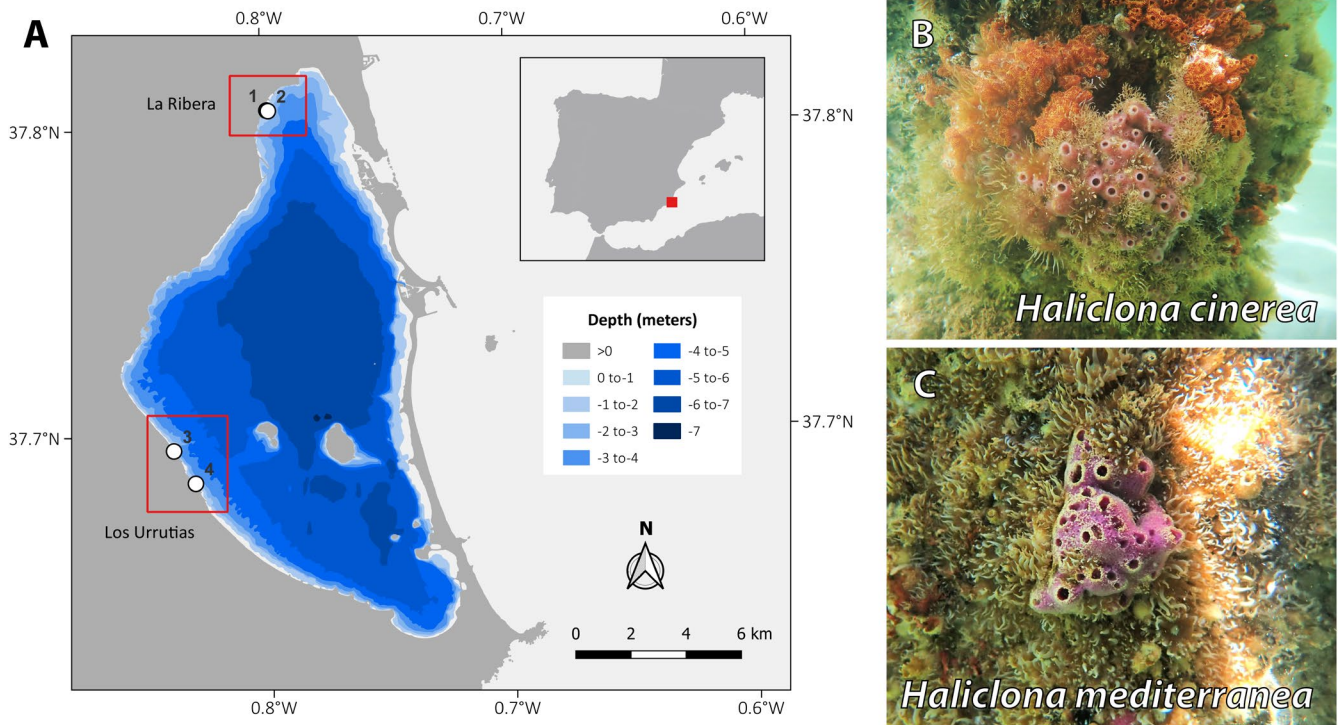 A
0.8°W
0.7°W
0.6°W
37.8°N
37.8°N
La Ribera
1
2
Depth (meters)
>0
0 to-1
-1 to-2
-2 to-3
-3 to-4
-4 to-5
-5 to-6
-6 to-7
-7
37.7°N
37.7°N
3
4
Los Urrutias
N
0 2 4 6 km
0.8°W
0.7°W
0.6°W
B
Haliclona cinerea
C
Haliclona mediterranea